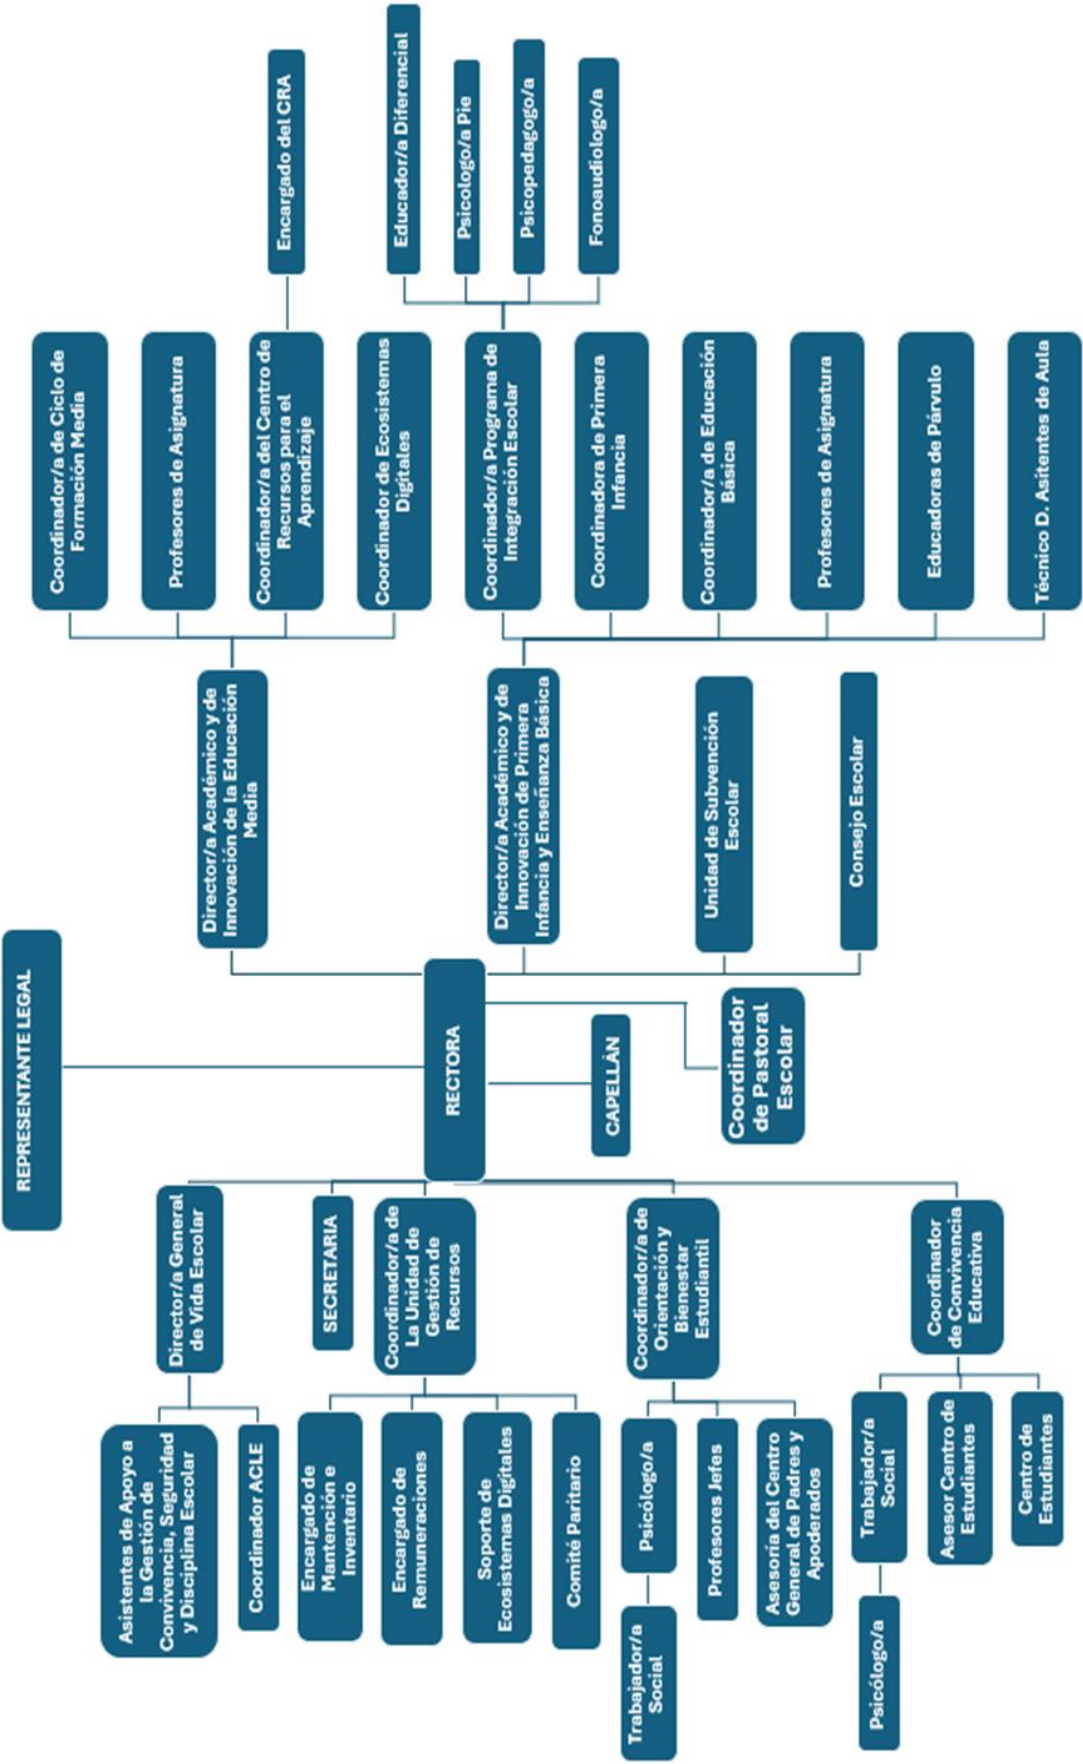 REPRESENTANTE LEGAL
RECTORA
CAPELLÁN
Coordinador
de Pastoral
Escolar
Director/a General
de Vida Escolar
Asistentes de Apoyo a
la Gestión de
Convivencia, Seguridad
y Disciplina Escolar
Coordinador ACLE
SECRETARIA
Coordinador/a de
La Unidad de
Gestión de
Recursos
Encargado de
Mantención e
Inventario
Encargado de
Remuneraciones
Soporte de
Ecosistemas Digitales
Comité Paritario
Coordinador/a de
Orientación y
Bienestar
Estudiantil
Psicólogo/a
Trabajador/a
Social
Profesores Jefes
Asesoría del Centro
General de Padres y
Apoderados
Coordinador
de Convivencia
Educativa
Trabajador/a
Social
Psicólogo/a
Asesor Centro de
Estudiantes
Centro de
Estudiantes
Director/a Académico y de
Innovación de la Educación
Media
Coordinador/a de Ciclo de
Formación Media
Profesores de Asignatura
Coordinador/a del Centro de
Recursos para el
Aprendizaje
Encargado del CRA
Coordinador de Ecosistemas
Digitales
Director/a Académico y de
Innovación de Primera
Infancia y Enseñanza Básica
Coordinador/a Programa de
Integración Escolar
Educador/a Diferencial
Psicologo/a Pie
Psicopedagogo/a
Fonoaudiologo/a
Coordinadora de Primera
Infancia
Coordinador/a de Educación
Básica
Profesores de Asignatura
Educadoras de Párvulo
Técnico D. Asitentes de Aula
Unidad de Subvención
Escolar
Consejo Escolar